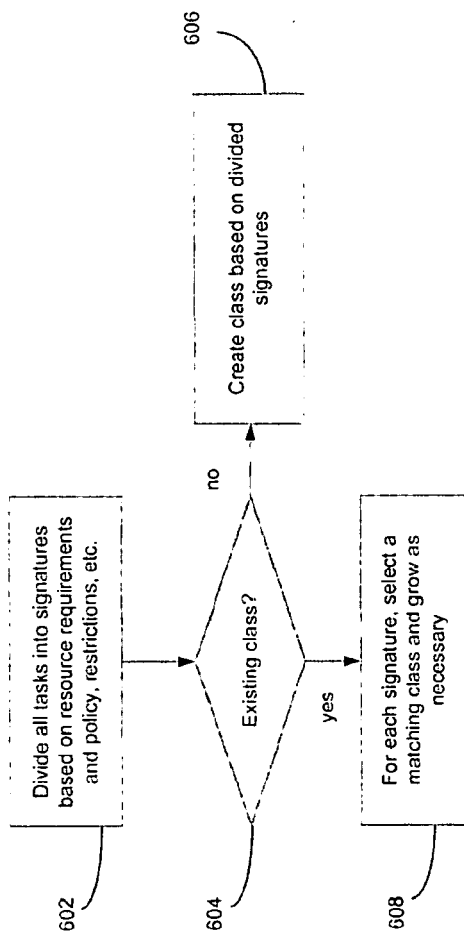 602
Divide all tasks into signatures
based on resource requirements
and policy, restrictions, etc.
604
Existing class?
no
606
Create class based on divided
signatures
yes
608
For each signature, select a
matching class and grow as
necessary